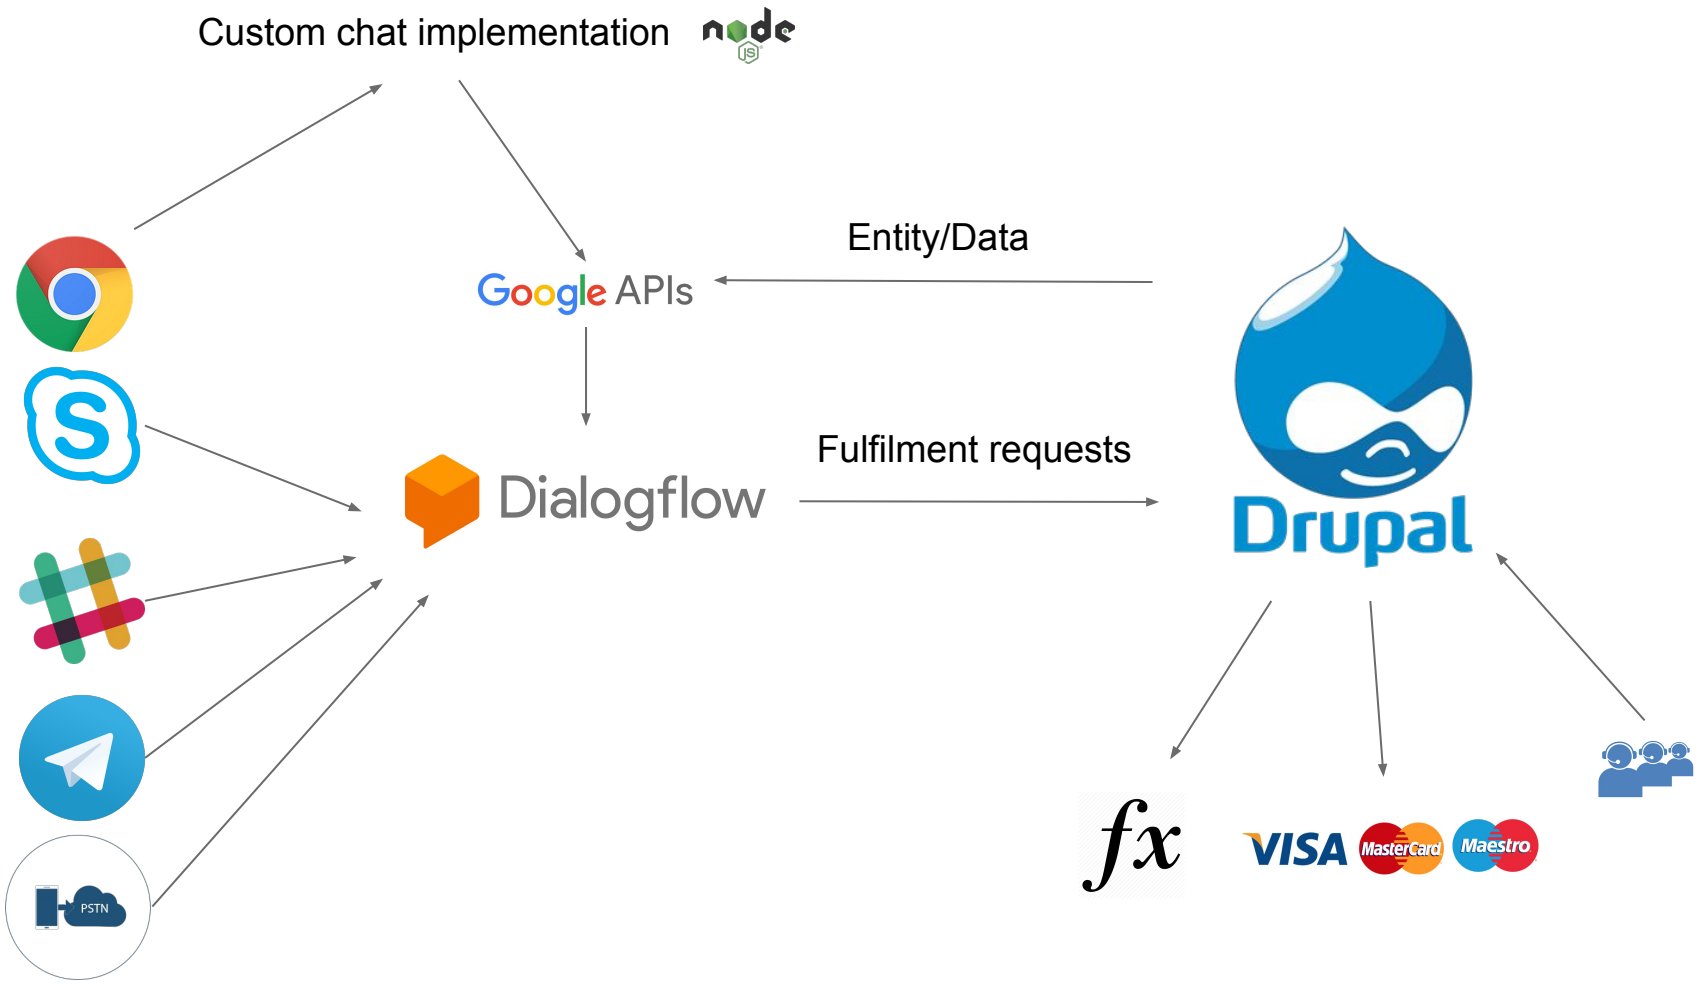 Custom chat implementation
node
JS
Entity/Data
Google APIs
S
Fulfilment requests
Dialogflow
Drupal
fx
VISA
MasterCard
Maestro
PSTN